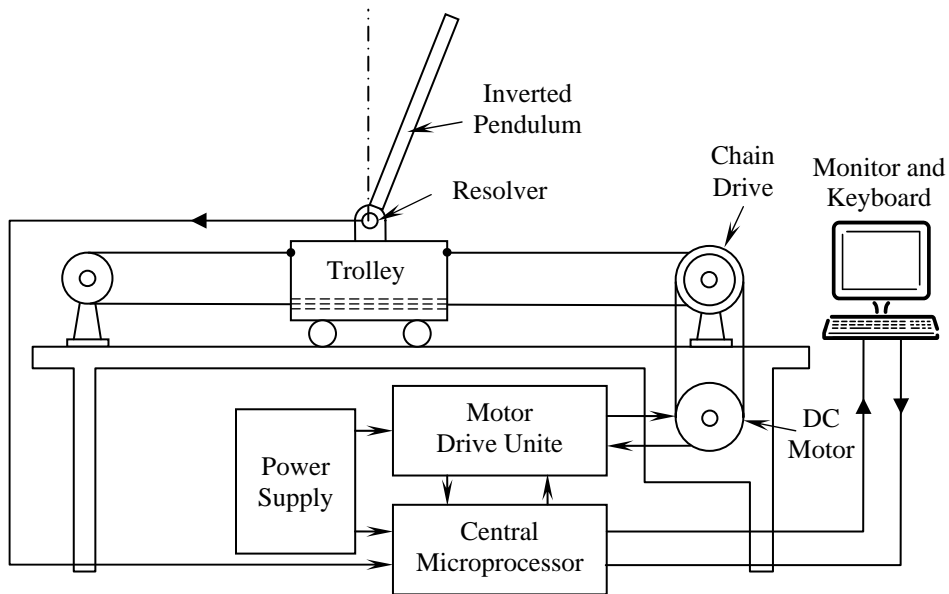 Inverted
Pendulum
Resolver
Chain
Drive
Monitor and
Keyboard
Trolley
Motor
Drive Unite
DC
Motor
Power
Supply
Central
Microprocessor